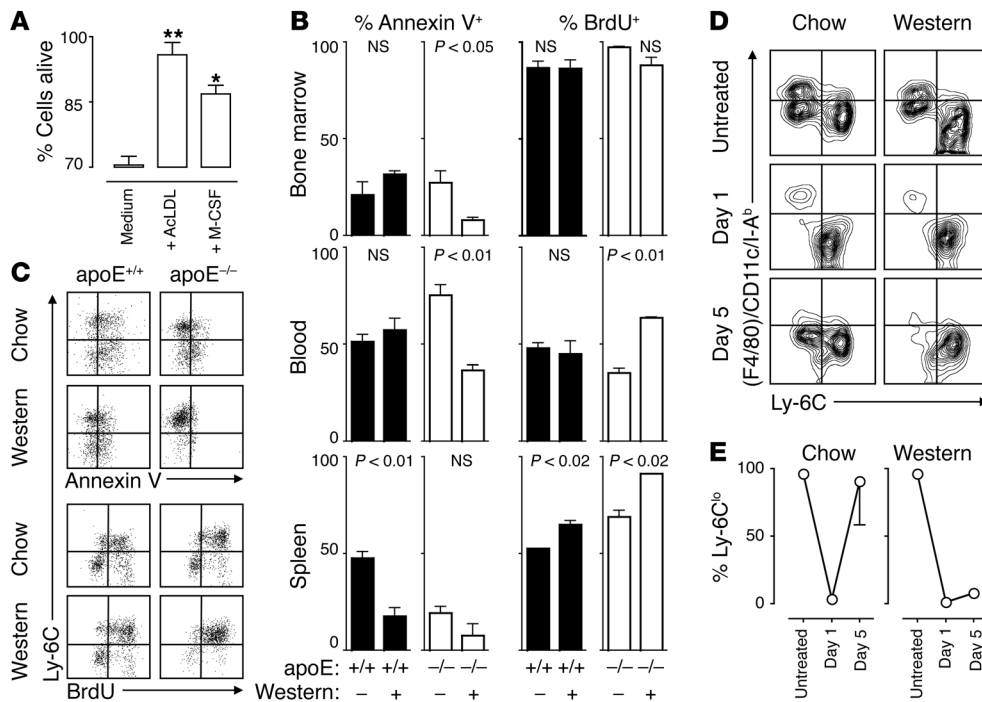 A
% Cells alive
100
85
70
**
*
Medium
+ AcLDL
+ M-CSF
B
% Annexin V⁺
% BrdU⁺
Bone marrow
100
50
0
NS
P < 0.05
NS
NS
Blood
100
50
0
NS
P < 0.01
NS
P < 0.01
Spleen
100
50
0
P < 0.01
NS
P < 0.02
P < 0.02
apoE: +/+ +/+ –/– –/– +/+ +/+ –/– –/–
Western: – + – + – + – +
C
apoE⁺/⁺
apoE⁻/⁻
Chow
Western
Annexin V
Chow
Western
Ly-6C
BrdU
D
Chow
Western
Untreated
Day 1
Day 5
(F4/80)/CD11c/I-Aᵇ
Ly-6C
E
Chow
Western
% Ly-6Cˡᵒ
100
50
0
Untreated
Day 1
Day 5
Untreated
Day 1
Day 5